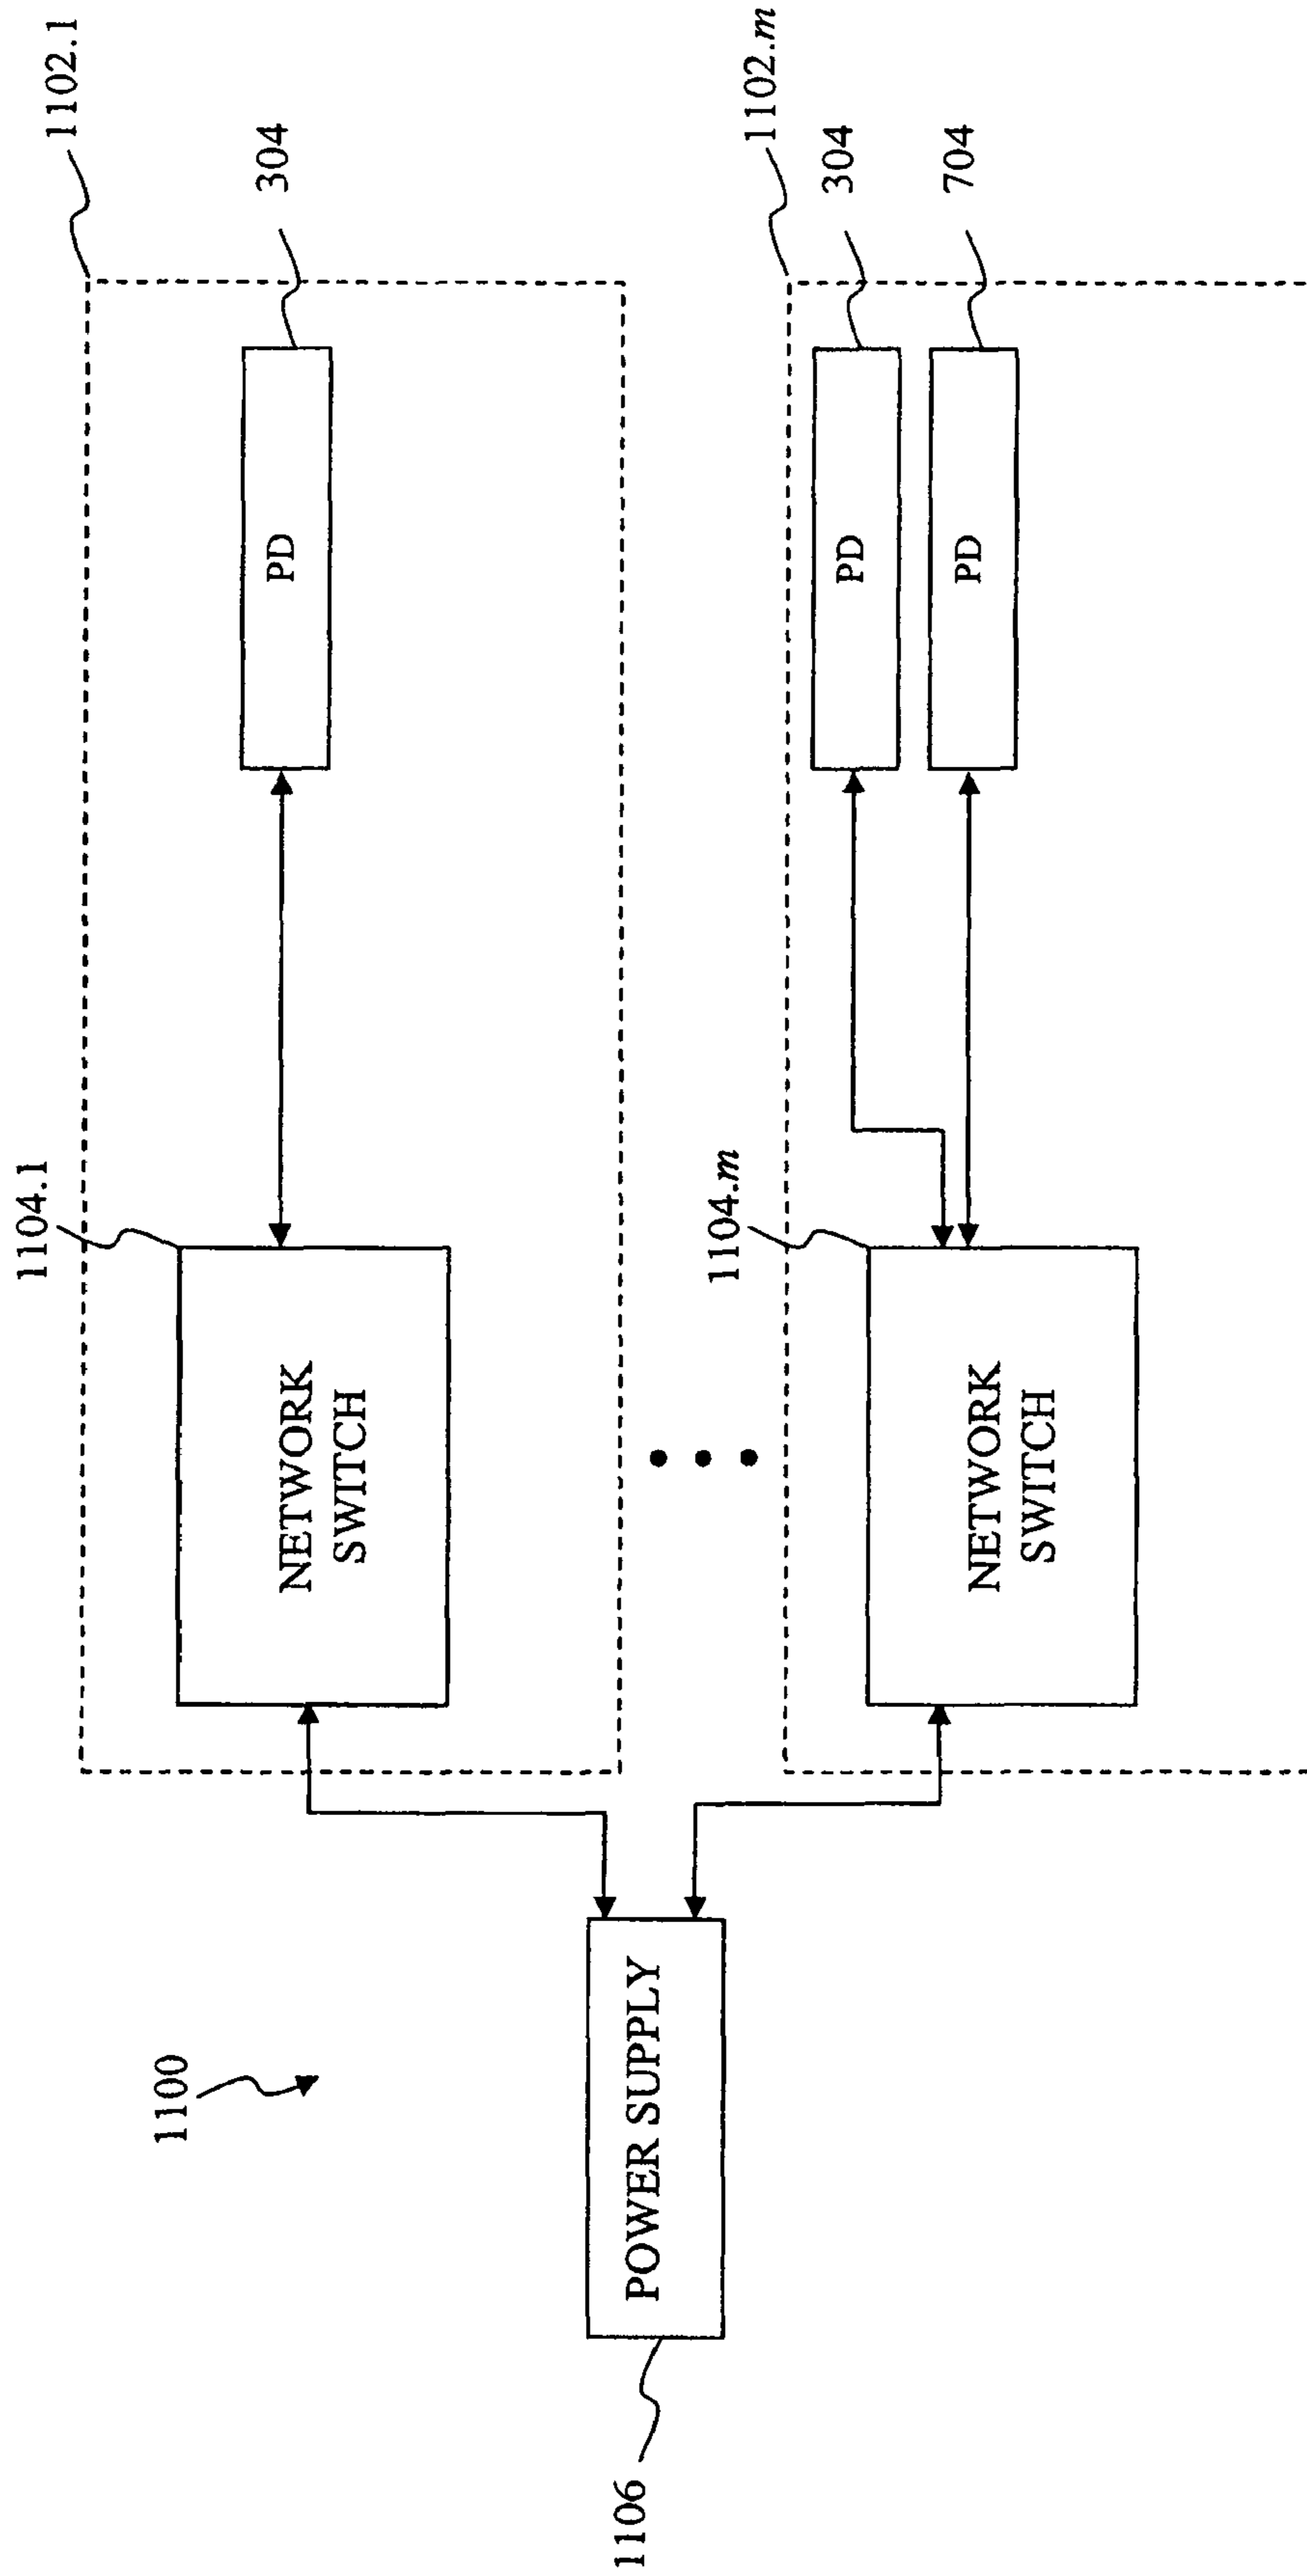 1100
1102.1
1104.1
NETWORK
SWITCH
PD
304
POWER SUPPLY
1106
1102.m
1104.m
NETWORK
SWITCH
PD
304
PD
704